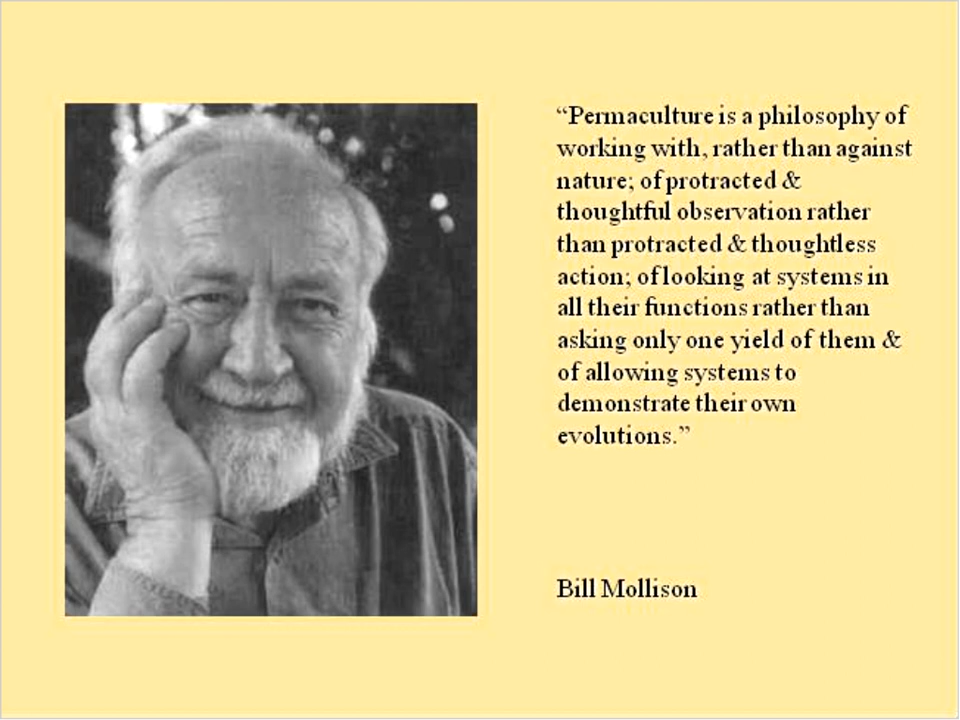 “Permaculture is a philosophy of
working with, rather than against
nature; of protracted &
thoughtful observation rather
than protracted & thoughtless
action; of looking at systems in
all their functions rather than
asking only one yield of them &
of allowing systems to
demonstrate their own
evolutions.”
Bill Mollison